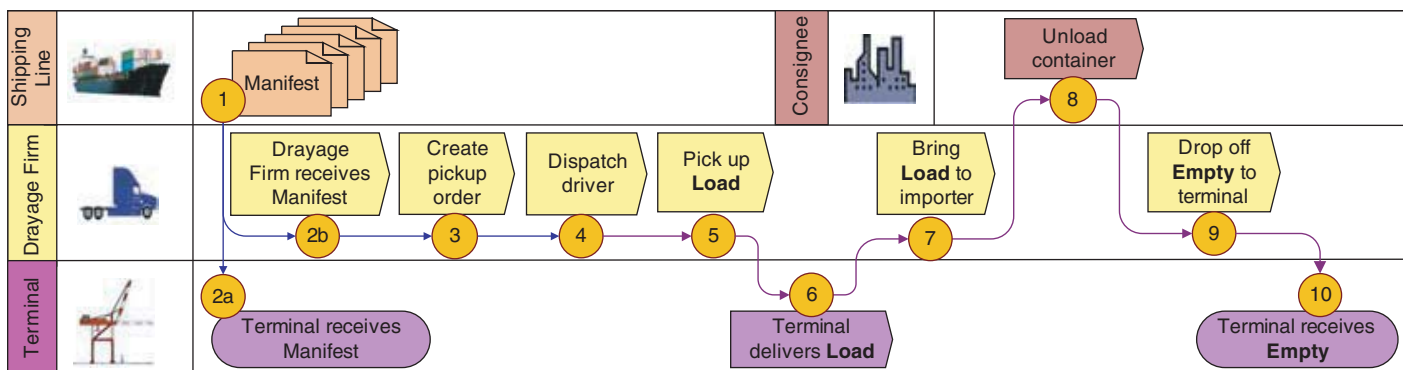 Shipping
Line
Manifest
1
Consignee
Unload
container
8
Drayage Firm
Drayage
Firm receives
Manifest
2b
Create
pickup
order
3
Dispatch
driver
4
Pick up
Load
5
Bring
Load to
importer
7
Drop off
Empty to
terminal
9
Terminal
2a
Terminal receives
Manifest
6
Terminal
delivers Load
10
Terminal receives
Empty